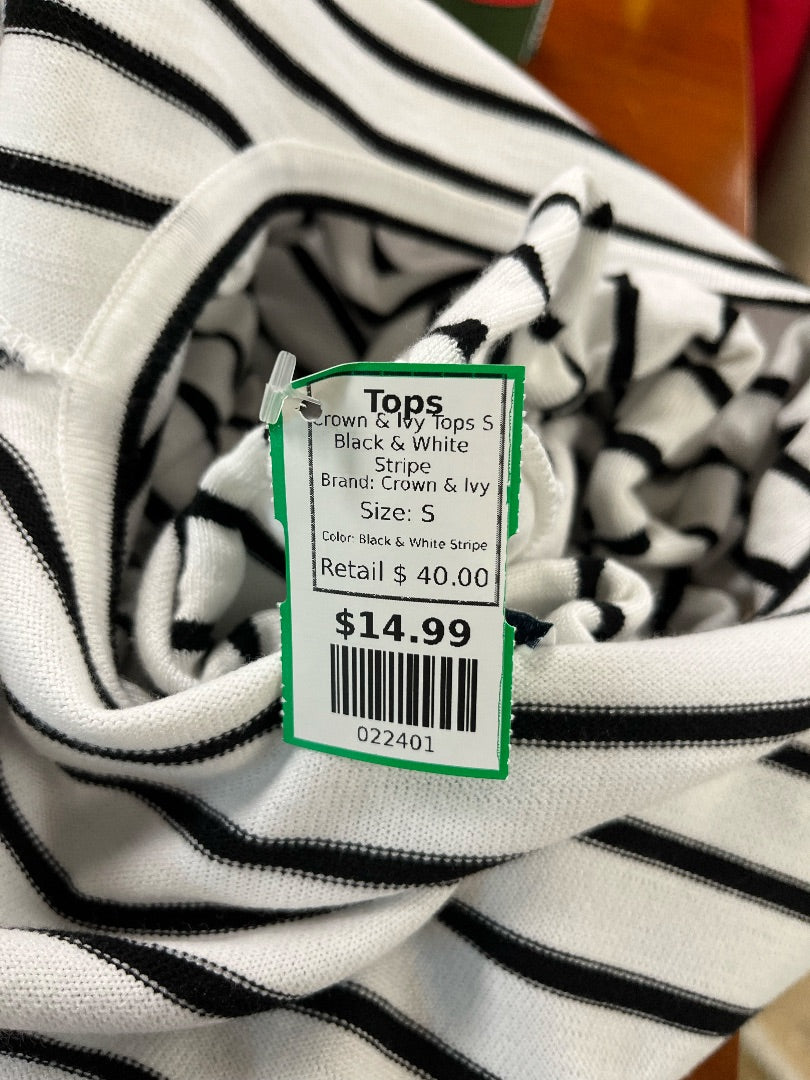 Tops
Crown & Ivy Tops S
Black & White
Stripe
Brand: Crown & Ivy
Size: S
Color: Black & White Stripe
Retail $ 40.00
$14.99
022401